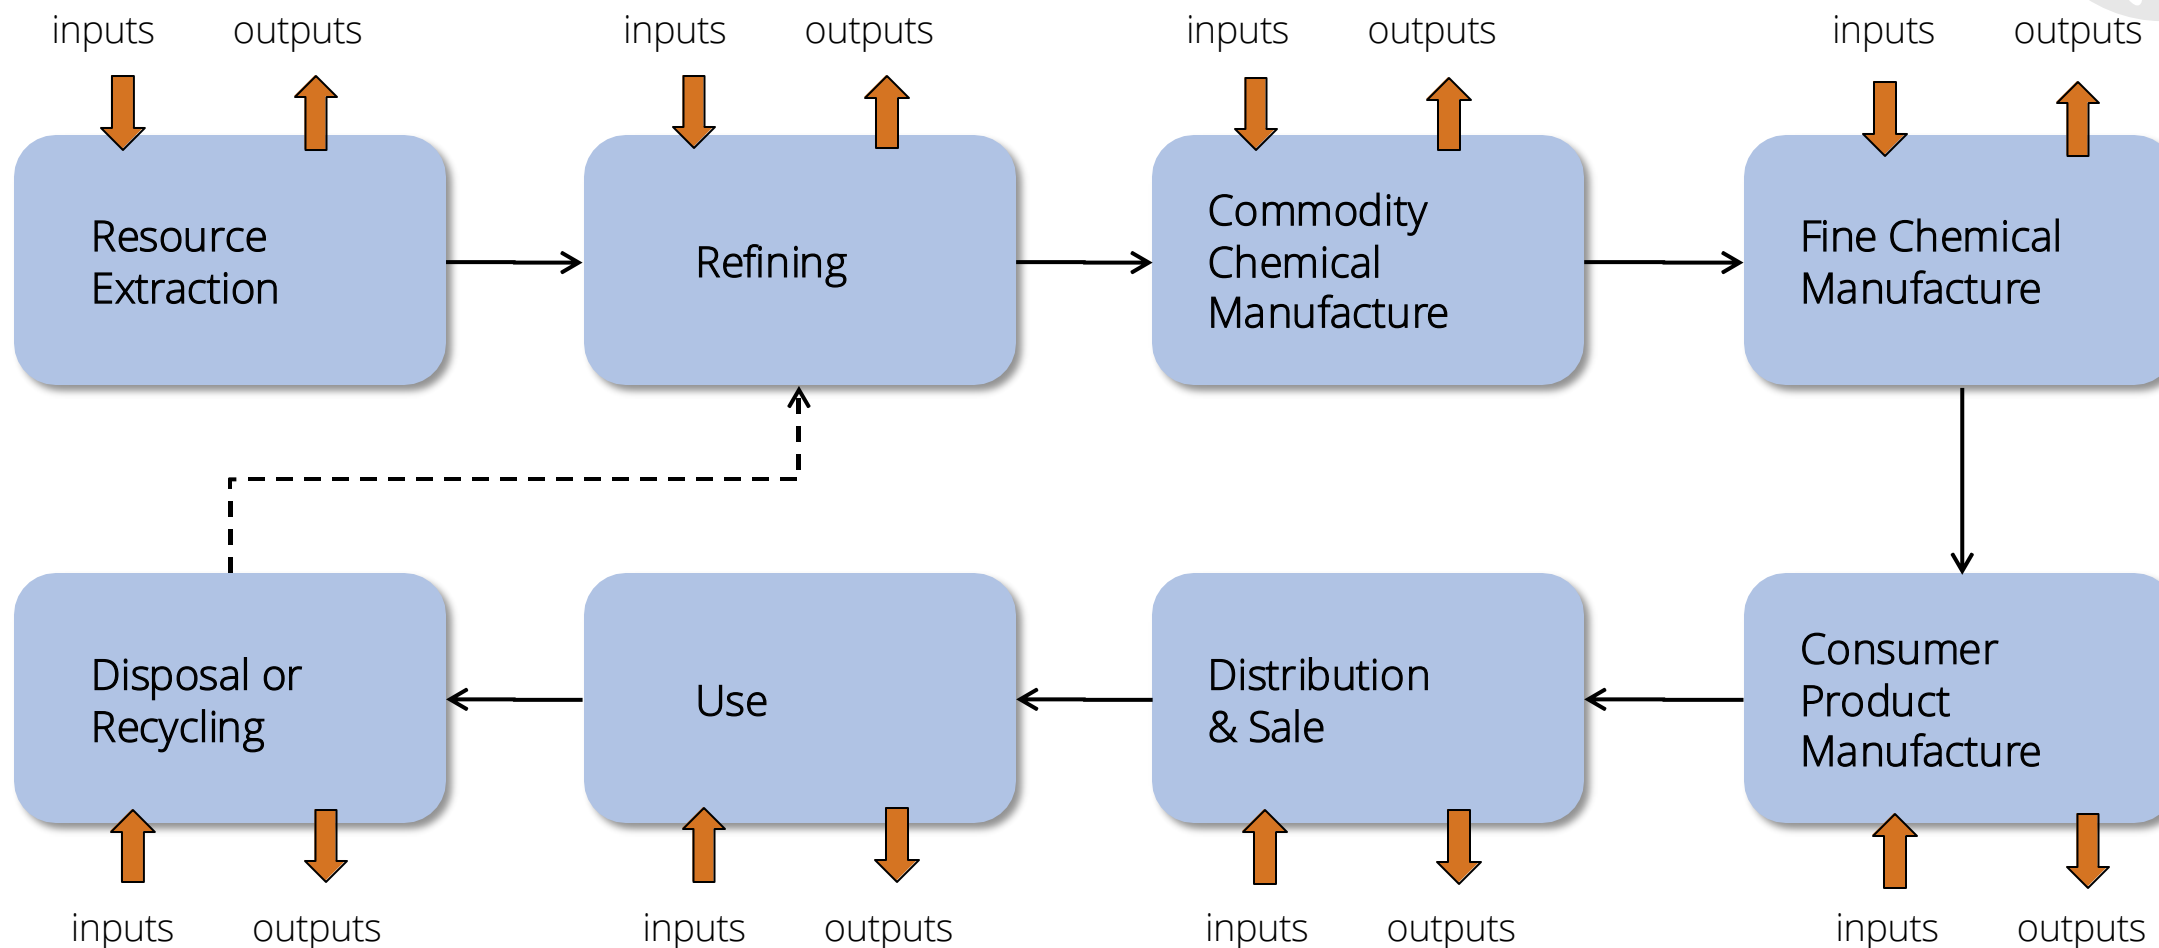 inputs outputs inputs outputs inputs outputs inputs outputs
Resource
Extraction
Refining
Commodity
Chemical
Manufacture
Fine Chemical
Manufacture
Disposal or
Recycling
Use
Distribution
& Sale
Consumer
Product
Manufacture
inputs outputs inputs outputs inputs outputs inputs outputs